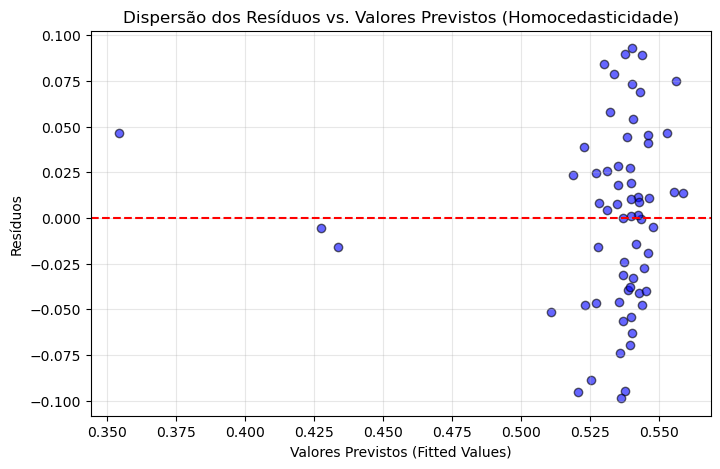 Dispersão dos Resíduos vs. Valores Previstos (Homocedasticidade)
0.100
0.075
0.050
0.025
0.000
−0.025
−0.050
−0.075
−0.100
Resíduos
0.350 0.375 0.400 0.425 0.450 0.475 0.500 0.525 0.550
Valores Previstos (Fitted Values)